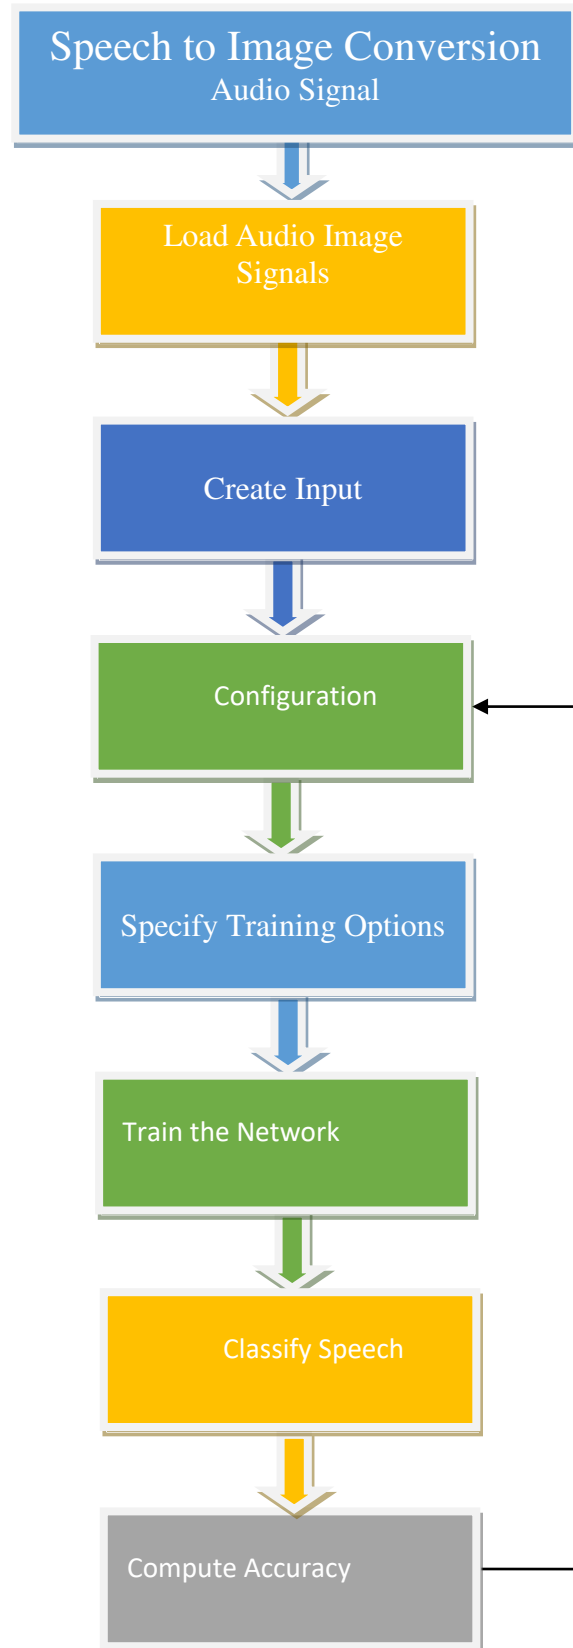 Speech to Image Conversion
Audio Signal
Load Audio Image
Signals
Create Input
Configuration
Specify Training Options
Train the Network
Classify Speech
Compute Accuracy